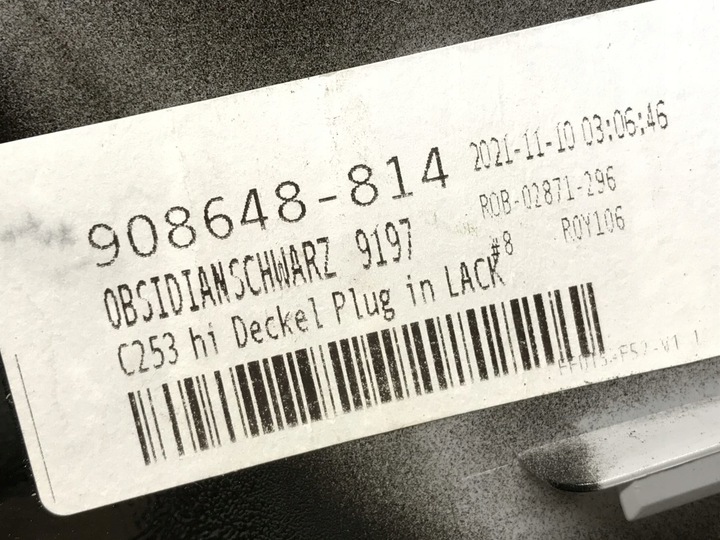 908648-814 2021-11-10 03:06:46
ROB-02871-296
OBSIDIANSCHWARZ 9197 #8 ROY106
C253 hi Deckel Plug in LACK